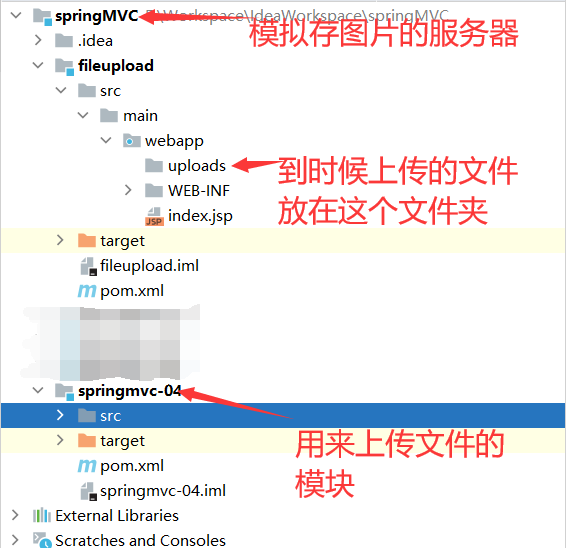 springMVC E:\Workspace\IdeaWorkspace\springMVC
模拟存图片的服务器
.idea
fileupload
src
main
webapp
uploads
到时候上传的文件
放在这个文件夹
WEB-INF
JSP index.jsp
target
fileupload.iml
m pom.xml
springmvc-04
src
target
用来上传文件的
模块
m pom.xml
springmvc-04.iml
External Libraries
Scratches and Consoles